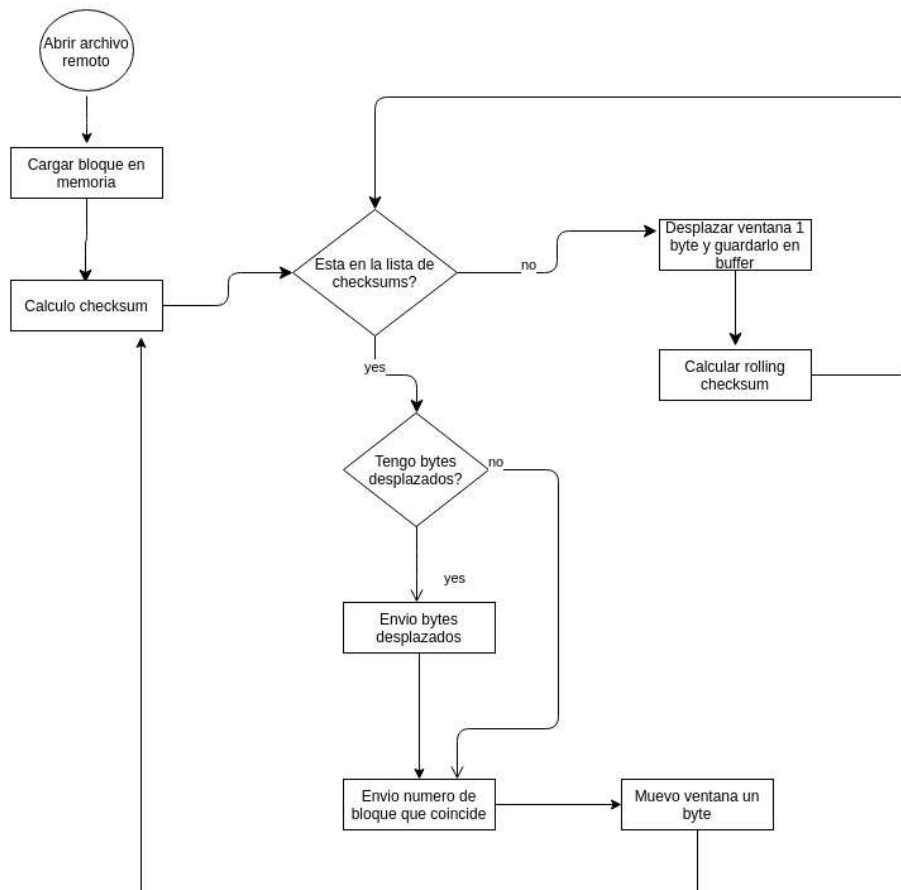 Abrir archivo
remoto
Cargar bloque en
memoria
Calculo checksum
Esta en la lista de
checksums?
no
Desplazar ventana 1
byte y guardarlo en
buffer
Calcular rolling
checksum
yes
Tengo bytes
desplazados?
no
yes
Envio bytes
desplazados
Envio numero de
bloque que coincide
Muevo ventana un
byte